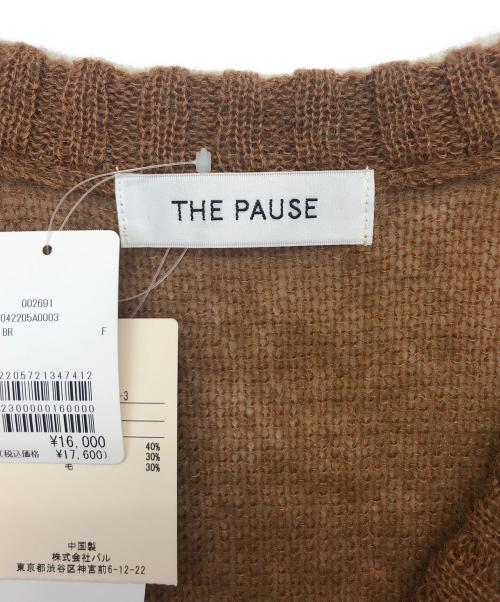 THE PAUSE
002691
042205A0003
BR F
2205721347412
2300000160000
¥16,000
(税込価格 ¥17,600)
-3
40%
30%
毛 30%
中国製
株式会社パル
東京都渋谷区神宮前6-12-22